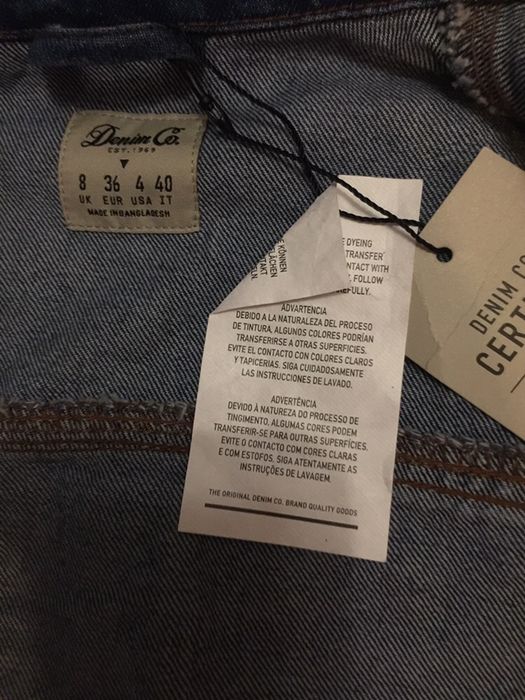 Denim Co.
EST. 1969
8 36 4 40
UK EUR USA IT
MADE IN BANGLADESH
KÖNNEN
DYEING
TRANSFER
CONTACT WITH
FOLLOW
ADVARTENCIA
DEBIDO A LA NATURALEZA DEL PROCESO
DE TINTURA, ALGUNOS COLORES PODRÍAN
TRANSFERIRSE A OTRAS SUPERFICIES.
EVITE EL CONTACTO CON COLORES CLAROS
Y TAPICERIAS. SIGA CUIDADOSAMENTE
LAS INSTRUCCIONES DE LAVADO.
ADVERTÊNCIA
DEVIDO À NATUREZA DO PROCESSO DE
TINGIMENTO, ALGUMAS CORES PODEM
TRANSFERIR-SE PARA OUTRAS SUPERFÍCIES.
EVITE O CONTACTO COM CORES CLARAS
E COM ESTOFOS. SIGA ATENTAMENTE AS
INSTRUÇÕES DE LAVAGEM.
THE ORIGINAL DENIM CO. BRAND QUALITY GOODS
DENIM CO
CERT